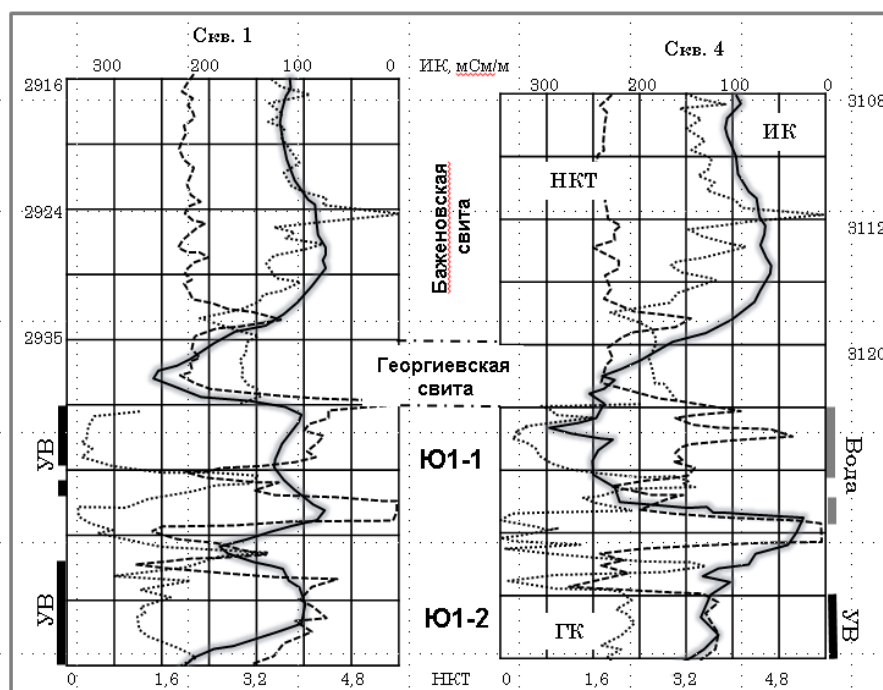 Скв. 1
Скв. 4
300 200 100 0 ИК, мСм/м
300 200 100 0
2916
3108
ИК
НКТ
Баженовская
свита
2924
3112
2935
3120
Георгиевская
свита
УВ
Ю1-1
Вода
УВ
Ю1-2
ГК
УВ
0 1,6 3,2 4,8 НКТ 0 1,6 3,2 4,8